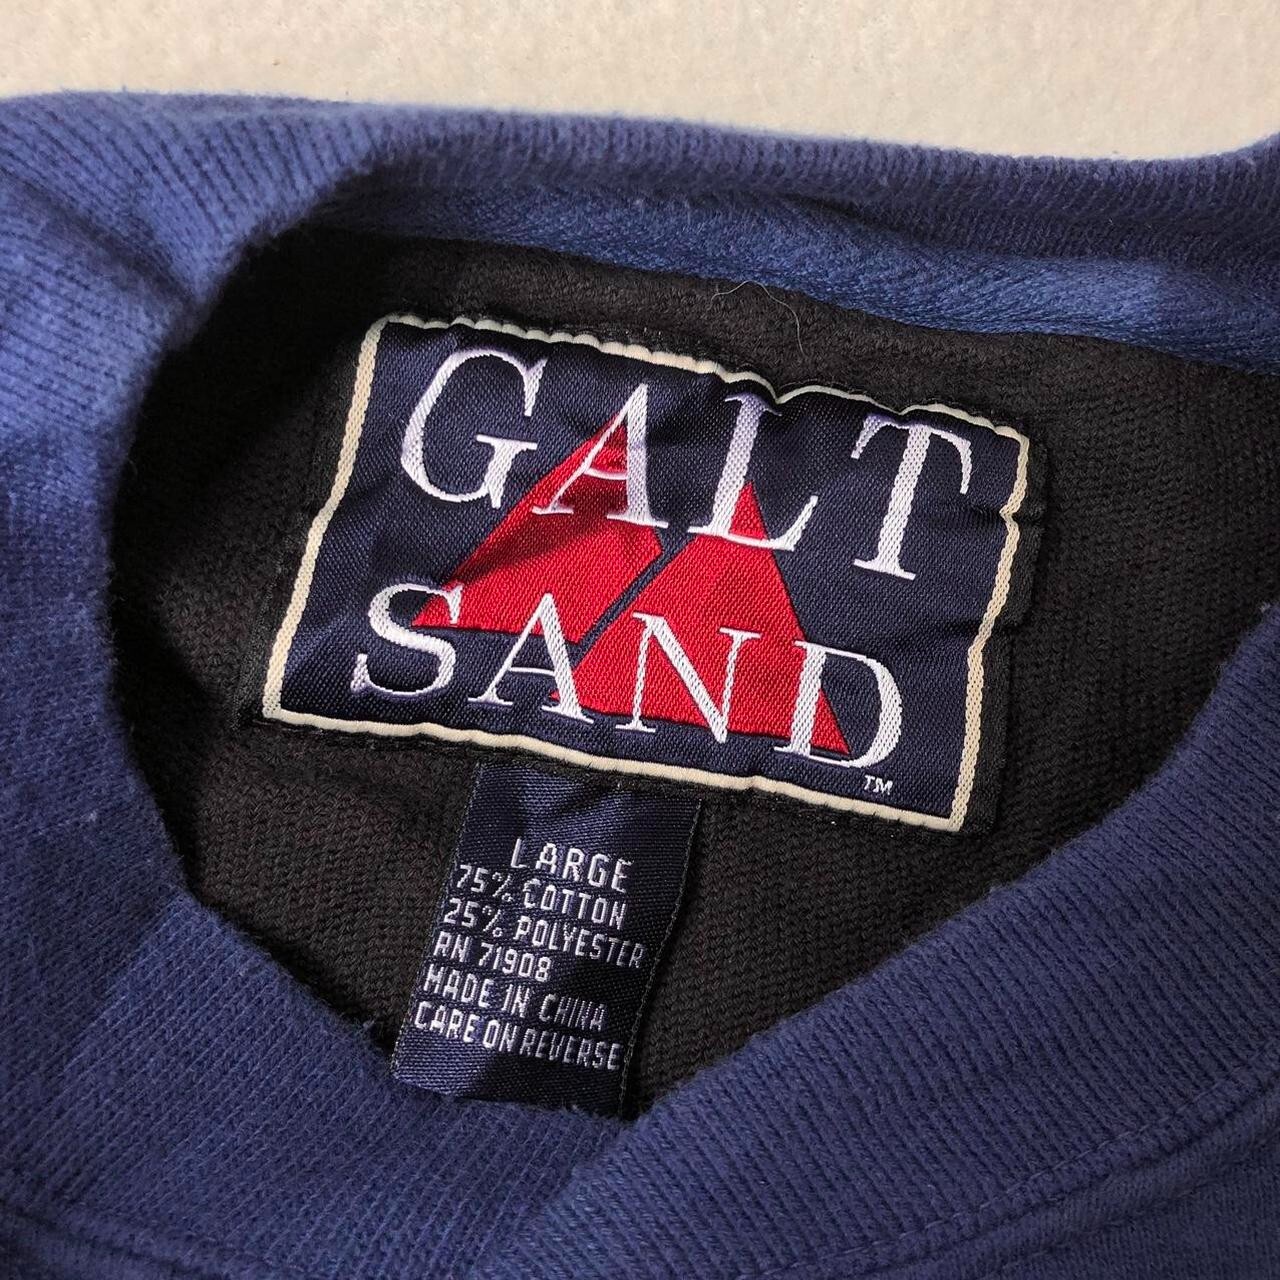 GALT
SAND
™
LARGE
75% COTTON
25% POLYESTER
RN 71908
MADE IN CHINA
CARE ON REVERSE